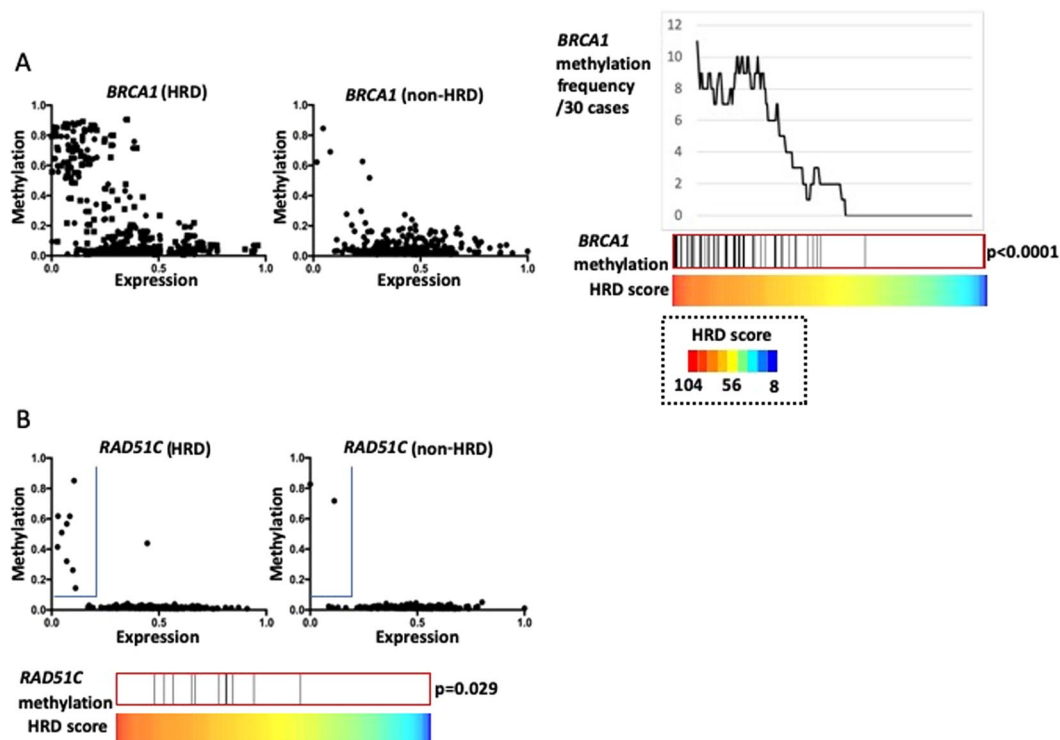 A
BRCA1 (HRD)
Methylation
1.0
0.8
0.6
0.4
0.2
0.0
0.0 0.5 1.0
Expression
BRCA1 (non-HRD)
Methylation
1.0
0.8
0.6
0.4
0.2
0.0
0.0 0.5 1.0
Expression
BRCA1
methylation
frequency
/30 cases
12
10
8
6
4
2
0
BRCA1
methylation
p<0.0001
HRD score
HRD score
104 56 8
B
RAD51C (HRD)
Methylation
1.0
0.8
0.6
0.4
0.2
0.0
0.0 0.5 1.0
Expression
RAD51C (non-HRD)
Methylation
1.0
0.8
0.6
0.4
0.2
0.0
0.0 0.5 1.0
Expression
RAD51C
methylation
p=0.029
HRD score